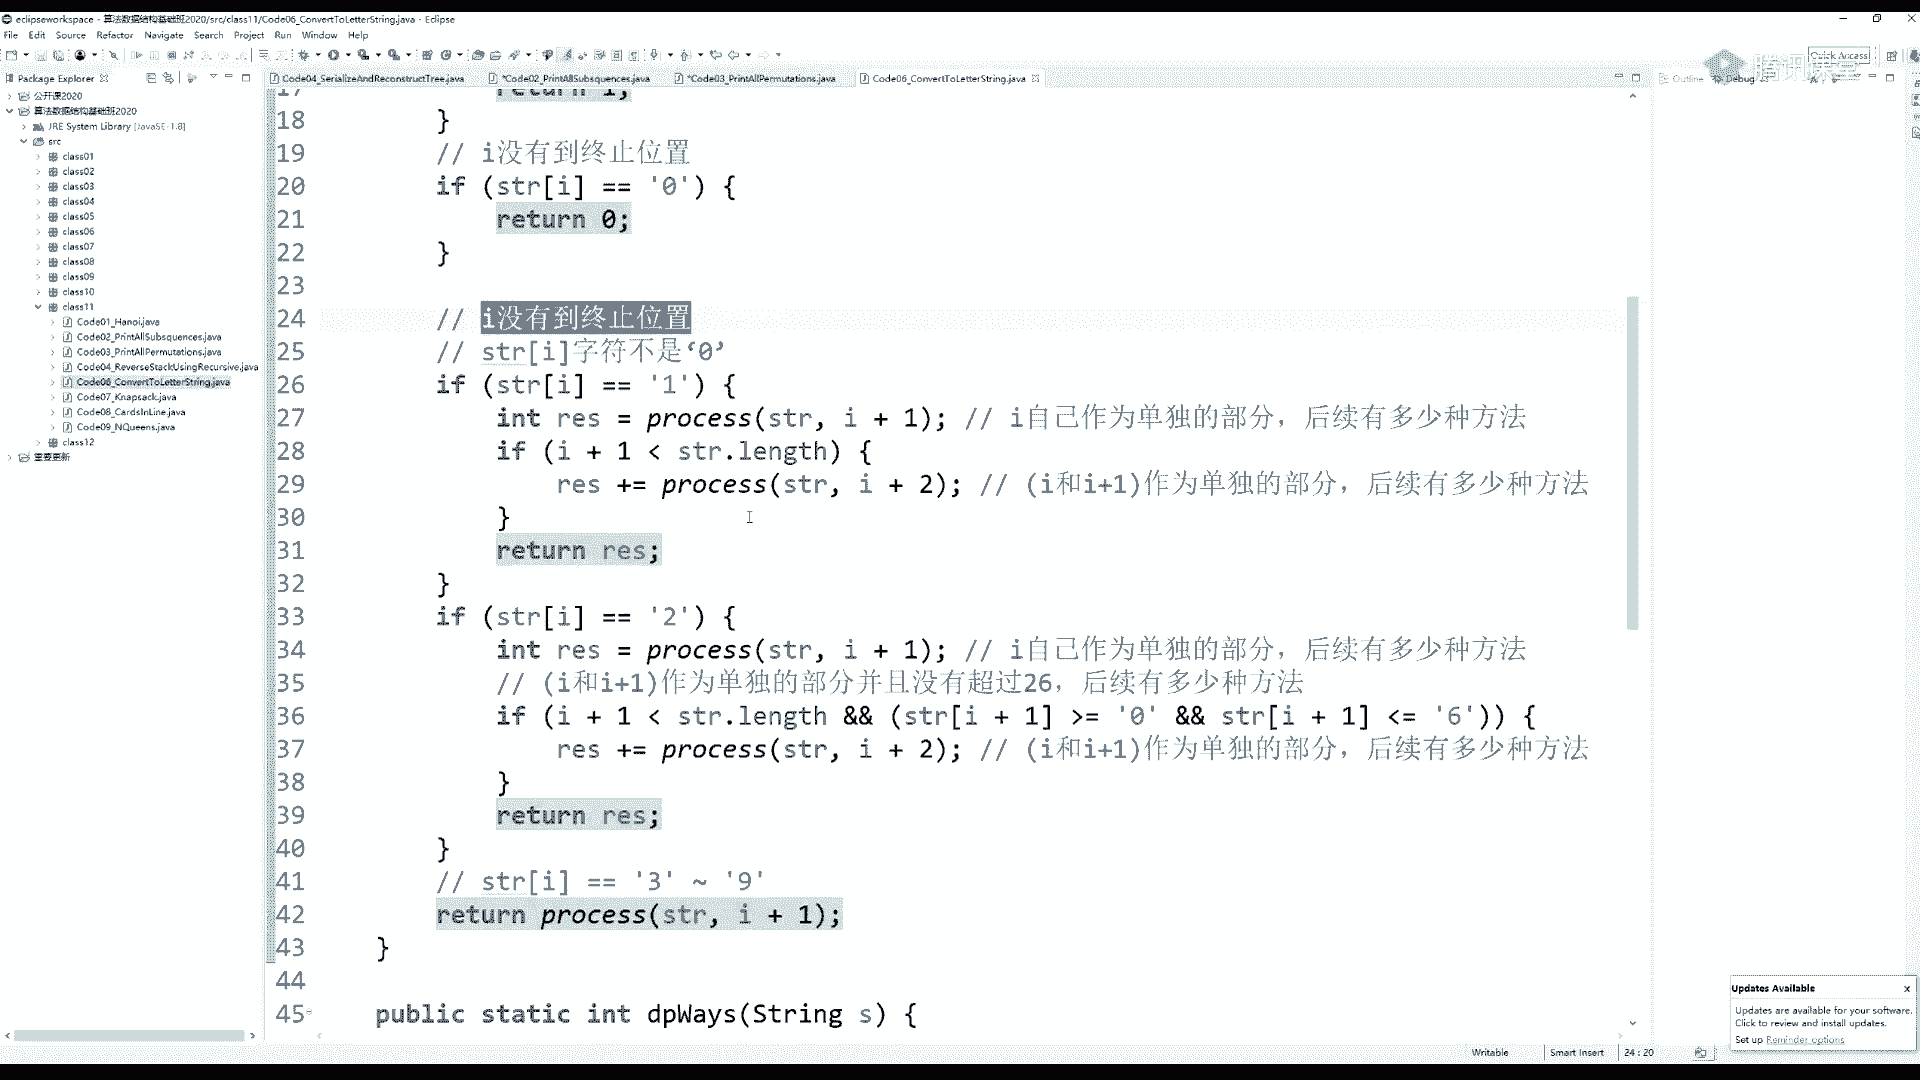 eclipseworkspace - 算法数据结构基础班2020/src/class11/Code06_ConvertToLetterString.java - Eclipse
File Edit Source Refactor Navigate Search Project Run Window Help
Quick Access
腾讯课堂
Package Explorer
Code04_SerializeAndReconstructTree.java
*Code02_PrintAllSubsquences.java
*Code03_PrintAllPermutations.java
Code06_ConvertToLetterString.java
Outline
Debug
公开课2020
算法数据结构基础班2020
JRE System Library [JavaSE-1.8]
src
class01
class02
class03
class04
class05
class06
class07
class08
class09
class10
class11
Code01_Hanoi.java
Code02_PrintAllSubsquences.java
Code03_PrintAllPermutations.java
Code04_ReverseStackUsingRecursive.java
Code06_ConvertToLetterString.java
Code07_Knapsack.java
Code08_CardsInLine.java
Code09_NQueens.java
class12
重要更新
17 return 1;
18 }
19 // i没有到终止位置
20 if (str[i] == '0') {
21 return 0;
22 }
23
24 // i没有到终止位置
25 // str[i]字符不是‘0’
26 if (str[i] == '1') {
27 int res = process(str, i + 1); // i自己作为单独的部分，后续有多少种方法
28 if (i + 1 < str.length) {
29 res += process(str, i + 2); // (i和i+1)作为单独的部分，后续有多少种方法
30 }
31 return res;
32 }
33 if (str[i] == '2') {
34 int res = process(str, i + 1); // i自己作为单独的部分，后续有多少种方法
35 // (i和i+1)作为单独的部分并且没有超过26，后续有多少种方法
36 if (i + 1 < str.length && (str[i + 1] >= '0' && str[i + 1] <= '6')) {
37 res += process(str, i + 2); // (i和i+1)作为单独的部分，后续有多少种方法
38 }
39 return res;
40 }
41 // str[i] == '3' ~ '9'
42 return process(str, i + 1);
43 }
44
45 public static int dpWays(String s) {
Updates Available
Updates are available for your software.
Click to review and install updates.
Set up Reminder options
Writable Smart Insert 24 : 20